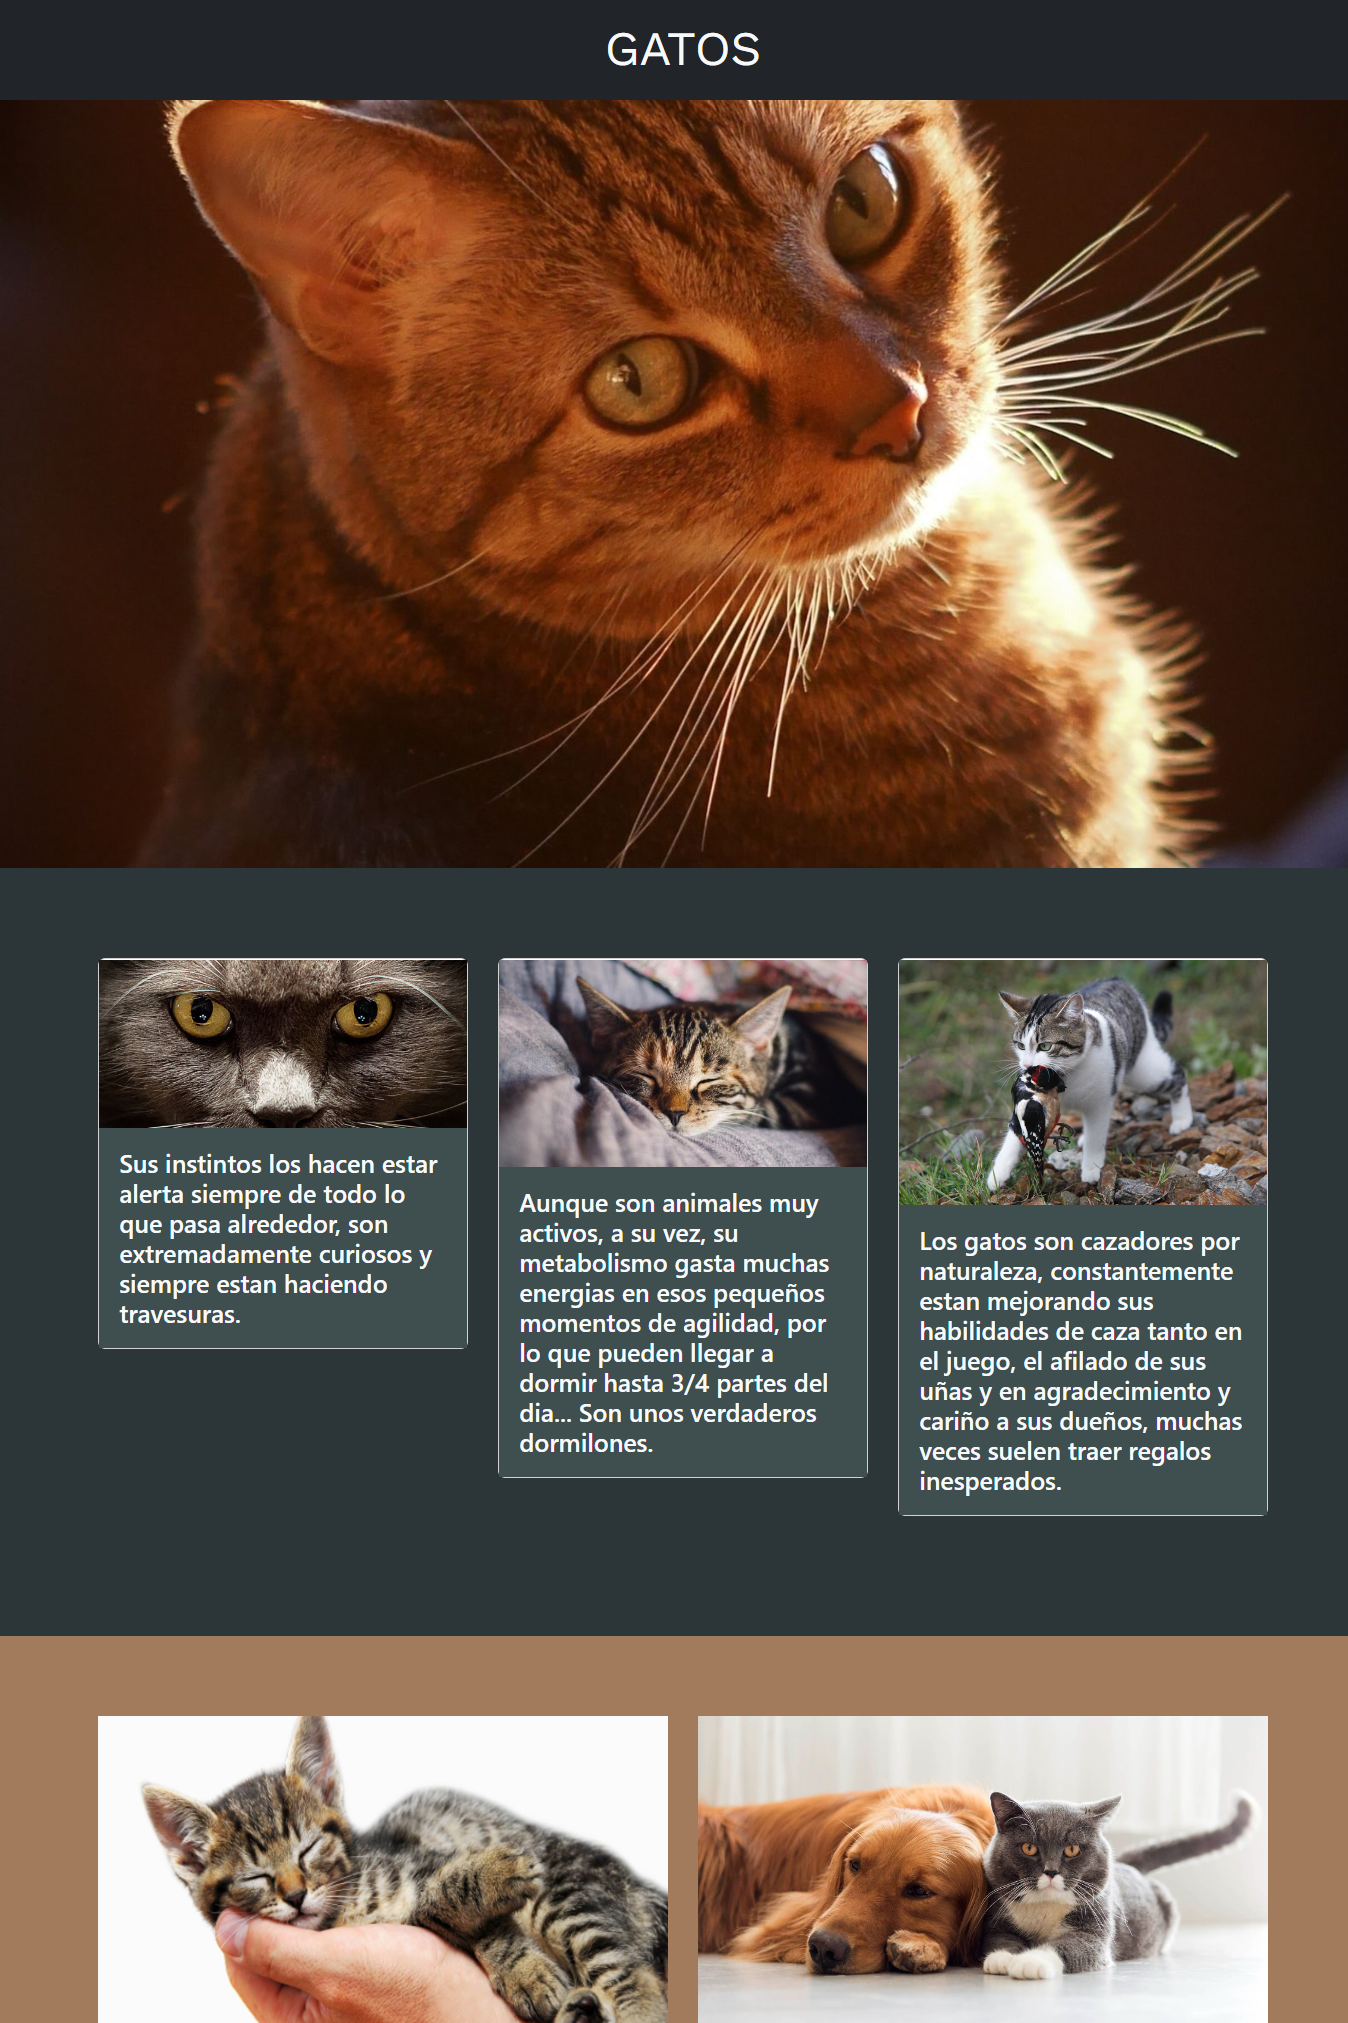 GATOS
Sus instintos los hacen estar
alerta siempre de todo lo
que pasa alrededor, son
extremadamente curiosos y
siempre estan haciendo
travesuras.
Aunque son animales muy
activos, a su vez, su
metabolismo gasta muchas
energias en esos pequeños
momentos de agilidad, por
lo que pueden llegar a
dormir hasta 3/4 partes del
dia... Son unos verdaderos
dormilones.
Los gatos son cazadores por
naturaleza, constantemente
estan mejorando sus
habilidades de caza tanto en
el juego, el afilado de sus
uñas y en agradecimiento y
cariño a sus dueños, muchas
veces suelen traer regalos
inesperados.